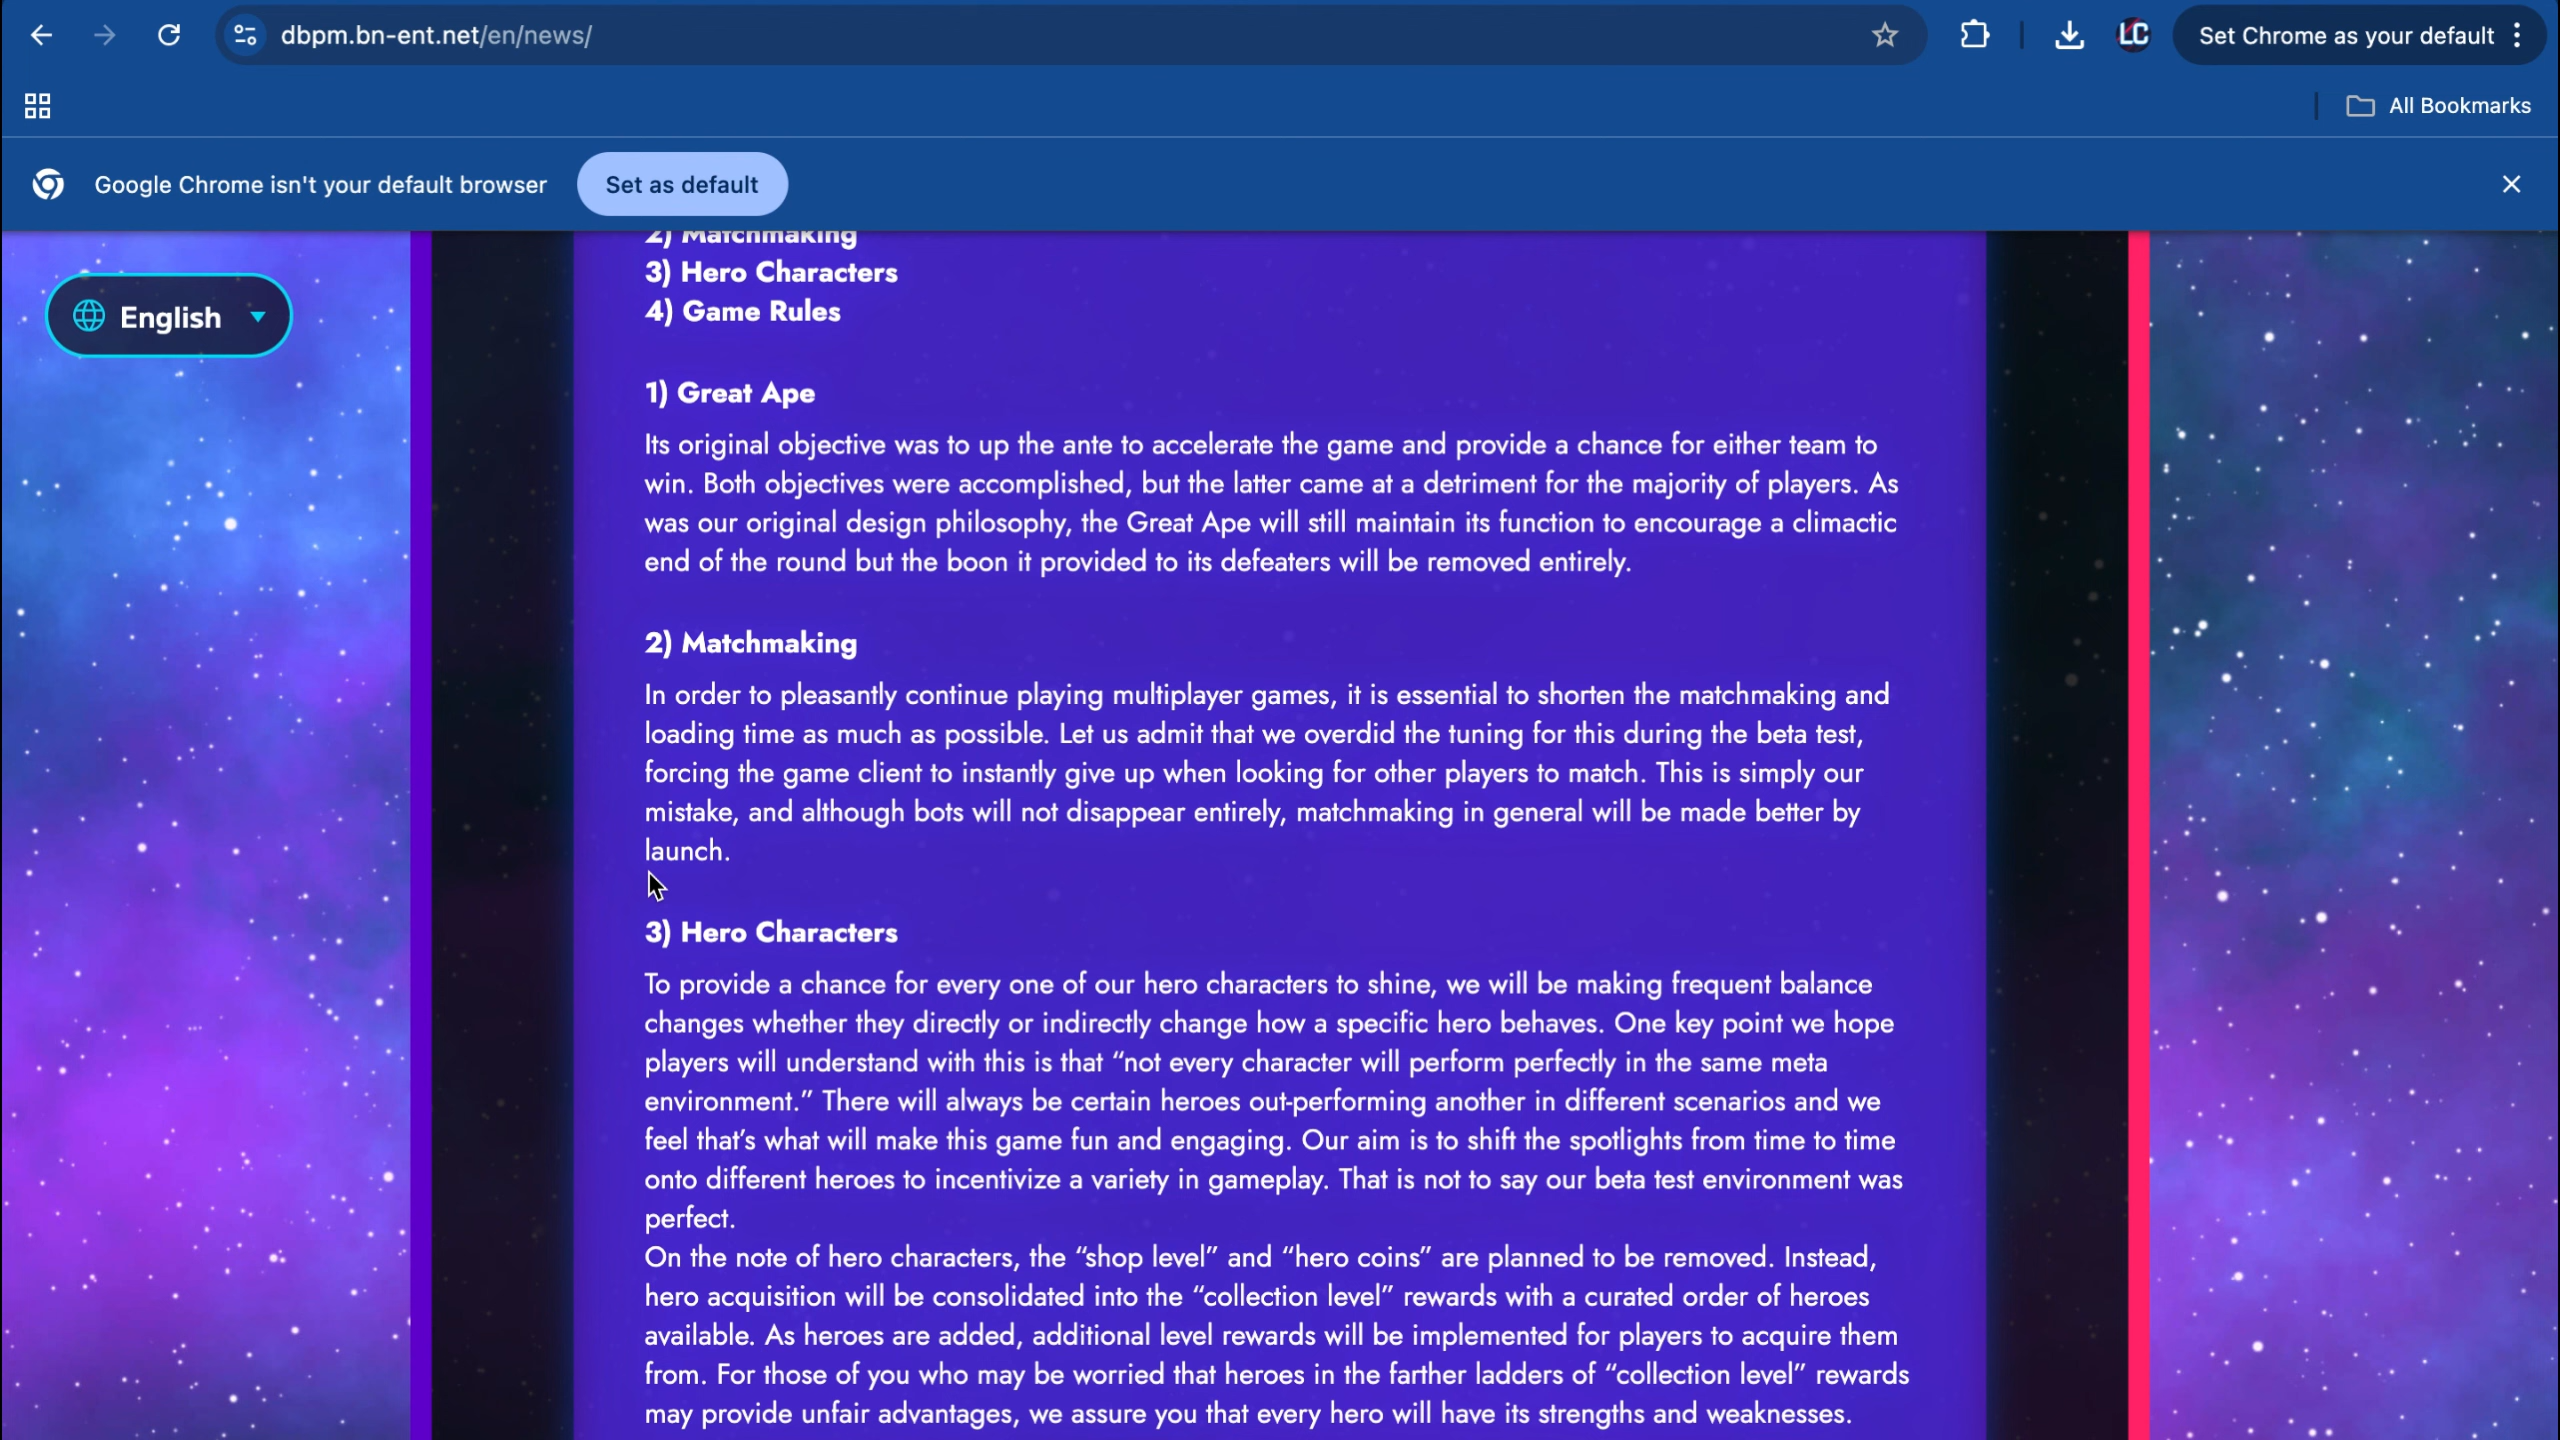 dbpm.bn-ent.net/en/news/
LC
Set Chrome as your default
All Bookmarks
Google Chrome isn't your default browser
Set as default
English
2) Matchmaking
3) Hero Characters
4) Game Rules
1) Great Ape
Its original objective was to up the ante to accelerate the game and provide a chance for either team to
win. Both objectives were accomplished, but the latter came at a detriment for the majority of players. As
was our original design philosophy, the Great Ape will still maintain its function to encourage a climactic
end of the round but the boon it provided to its defeaters will be removed entirely.
2) Matchmaking
In order to pleasantly continue playing multiplayer games, it is essential to shorten the matchmaking and
loading time as much as possible. Let us admit that we overdid the tuning for this during the beta test,
forcing the game client to instantly give up when looking for other players to match. This is simply our
mistake, and although bots will not disappear entirely, matchmaking in general will be made better by
launch.
3) Hero Characters
To provide a chance for every one of our hero characters to shine, we will be making frequent balance
changes whether they directly or indirectly change how a specific hero behaves. One key point we hope
players will understand with this is that “not every character will perform perfectly in the same meta
environment.” There will always be certain heroes out-performing another in different scenarios and we
feel that’s what will make this game fun and engaging. Our aim is to shift the spotlights from time to time
onto different heroes to incentivize a variety in gameplay. That is not to say our beta test environment was
perfect.
On the note of hero characters, the “shop level” and “hero coins” are planned to be removed. Instead,
hero acquisition will be consolidated into the “collection level” rewards with a curated order of heroes
available. As heroes are added, additional level rewards will be implemented for players to acquire them
from. For those of you who may be worried that heroes in the farther ladders of “collection level” rewards
may provide unfair advantages, we assure you that every hero will have its strengths and weaknesses.